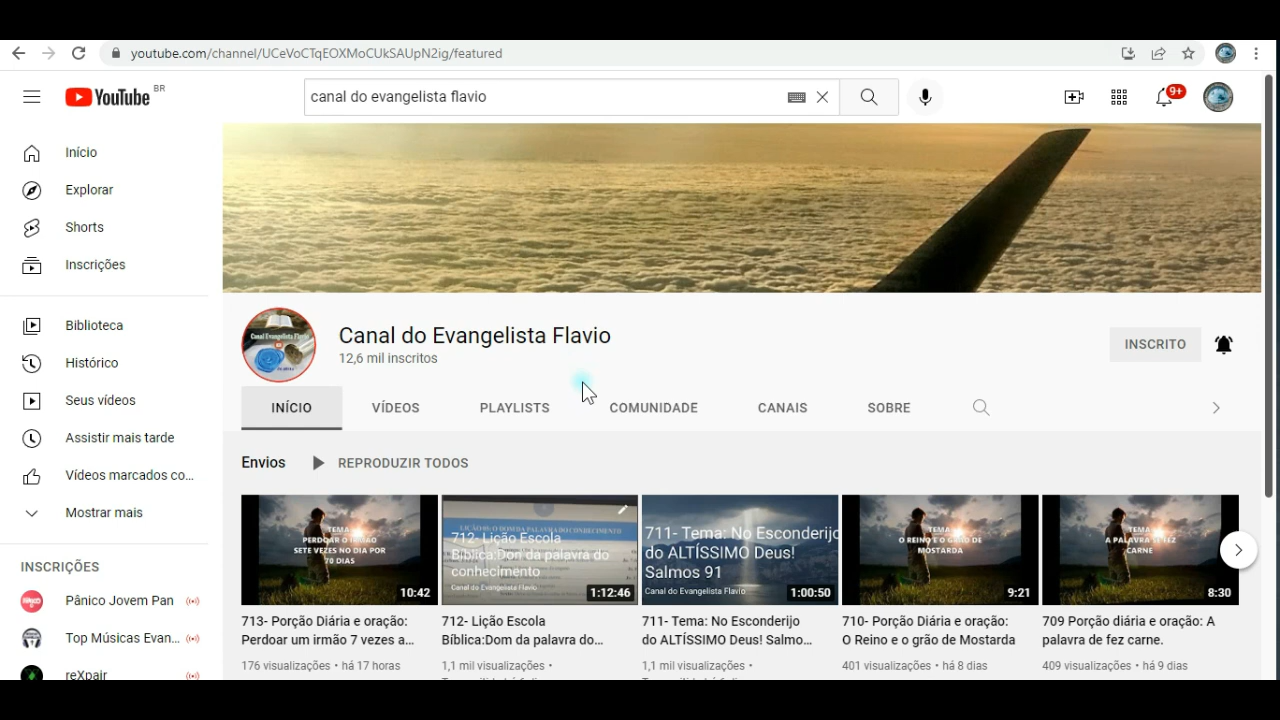 youtube.com/channel/UCeVoCTqEOXMoCUkSAUpN2ig/featured
YouTube BR
canal do evangelista flavio
9+
Início
Explorar
Shorts
Inscrições
Biblioteca
Histórico
Seus vídeos
Assistir mais tarde
Vídeos marcados co...
Mostrar mais
INSCRIÇÕES
Pânico Jovem Pan
Top Músicas Evan...
reXpair
Canal do Evangelista Flavio
12,6 mil inscritos
INSCRITO
INÍCIO VÍDEOS PLAYLISTS COMUNIDADE CANAIS SOBRE
Envios REPRODUZIR TODOS
TEMA
PERDOAR O IRMÃO
SETE VEZES NO DIA POR
70 DIAS
10:42
713- Porção Diária e oração:
Perdoar um irmão 7 vezes a...
176 visualizações • há 17 horas
712- Lição Escola
Bíblica:Don da palavra do
conhecimento
Canal do Evangelista Flavio
1:12:46
712- Lição Escola
Bíblica:Dom da palavra do...
1,1 mil visualizações •
711- Tema: No Esconderijo
do ALTÍSSIMO Deus!
Salmos 91
Canal do Evangelista Flavio
1:00:50
711- Tema: No Esconderijo
do ALTÍSSIMO Deus! Salmo...
1,1 mil visualizações •
TEMA
O REINO E O GRÃO DE
MOSTARDA
9:21
710- Porção Diária e oração:
O Reino e o grão de Mostarda
401 visualizações • há 8 dias
TEMA
A PALAVRA SE FEZ
CARNE
8:30
709 Porção diária e oração: A
palavra de fez carne.
409 visualizações • há 9 dias